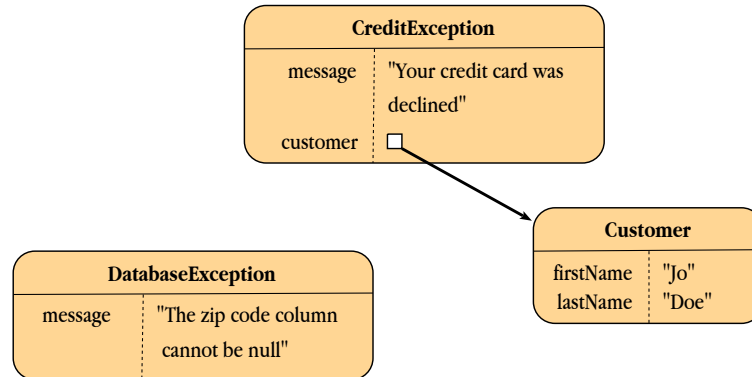 CreditException
message "Your credit card was
declined"
customer
Customer
firstName "Jo"
lastName "Doe"
DatabaseException
message "The zip code column
cannot be null"